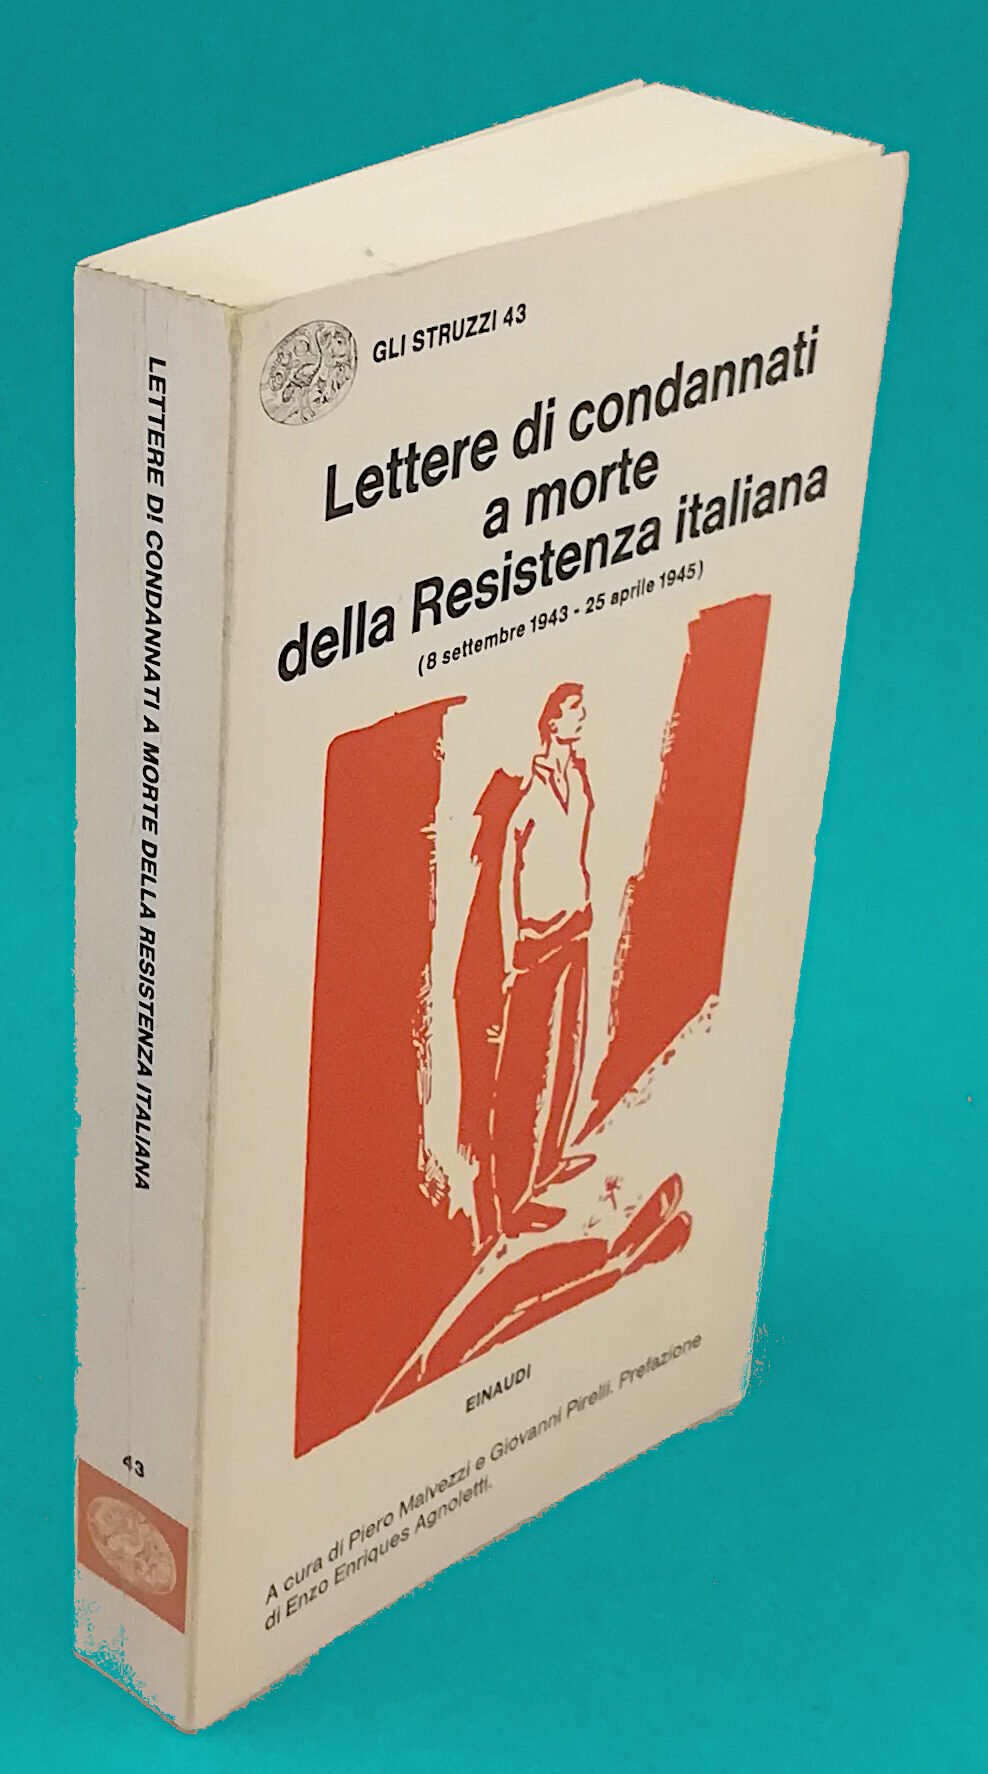 GLI STRUZZI 43
Lettere di condannati
a morte
della Resistenza italiana
(8 settembre 1943 - 25 aprile 1945)
EINAUDI
A cura di Piero Malvezzi e Giovanni Pirelli. Prefazione
di Enzo Enriques Agnoletti.
LETTERE DI CONDANNATI A MORTE DELLA RESISTENZA ITALIANA
43